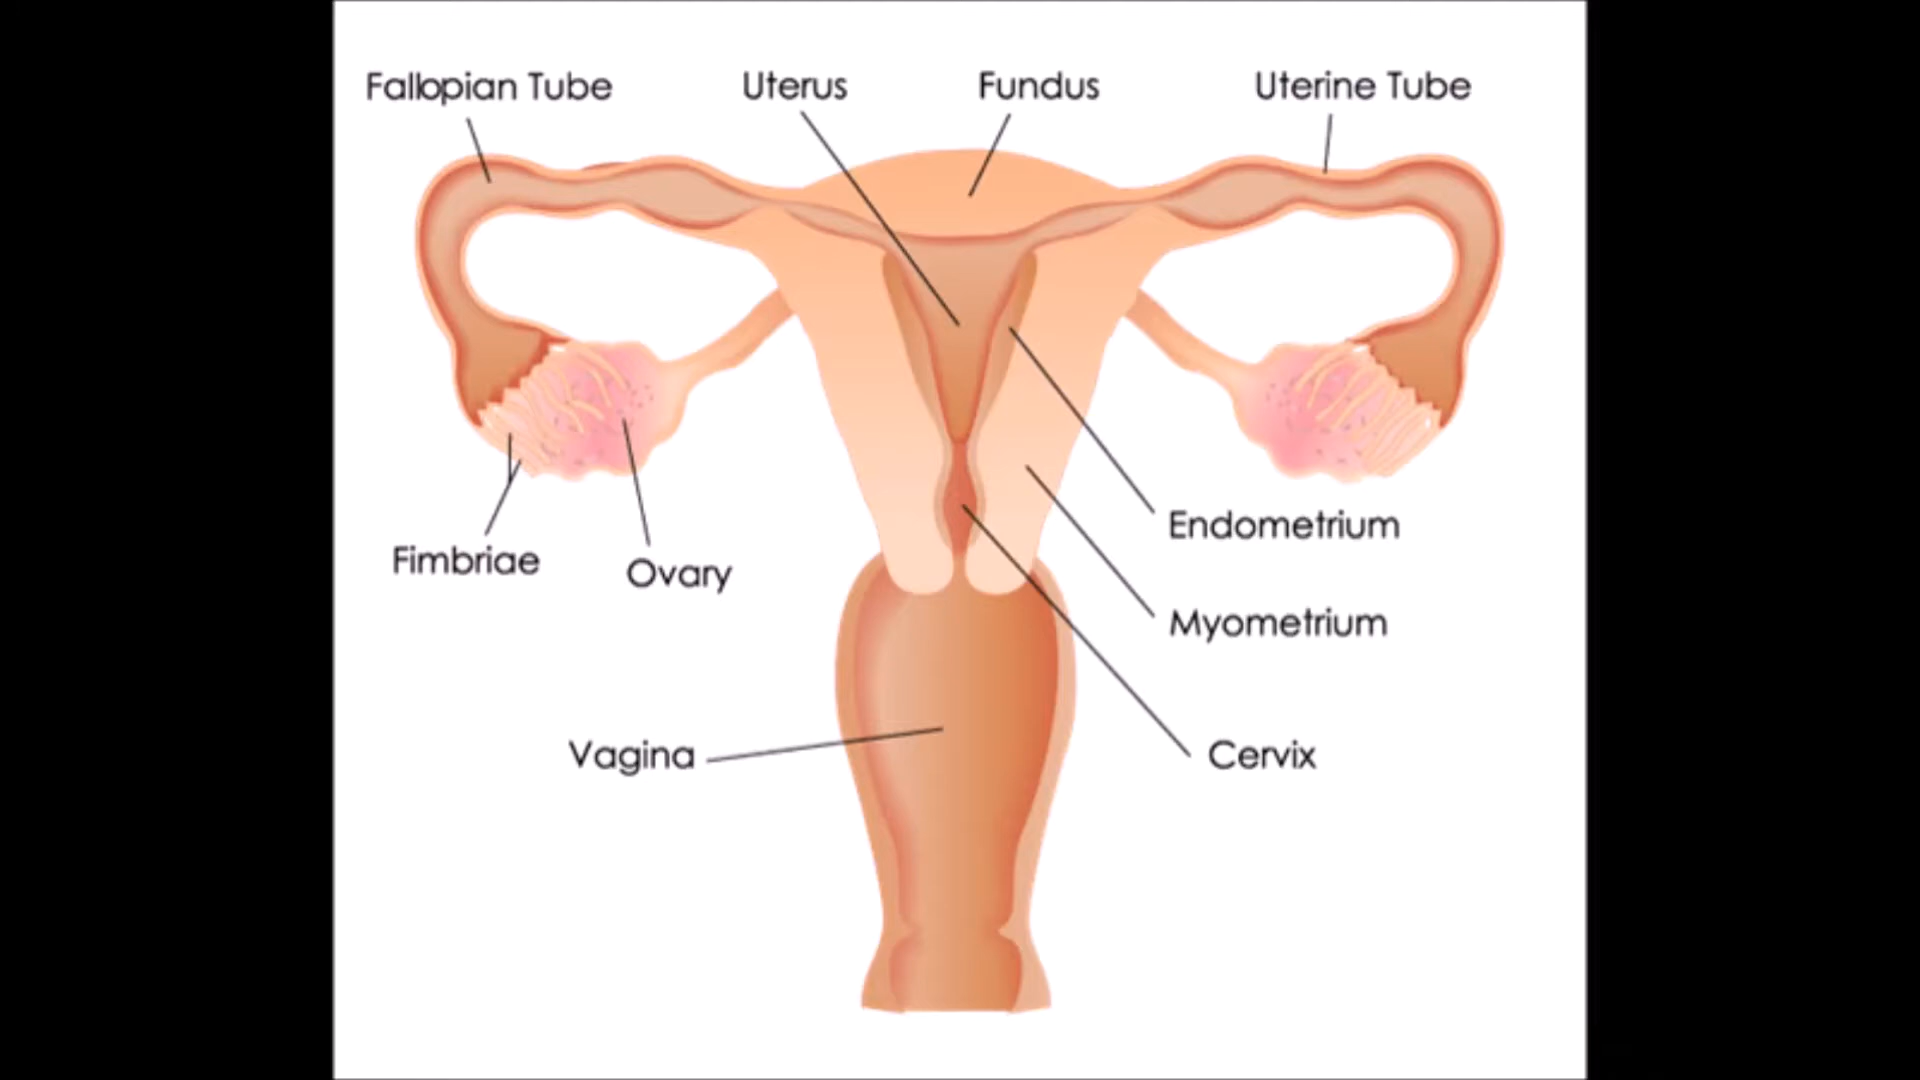 Fallopian Tube
Uterus
Fundus
Uterine Tube
Endometrium
Fimbriae
Ovary
Myometrium
Vagina
Cervix